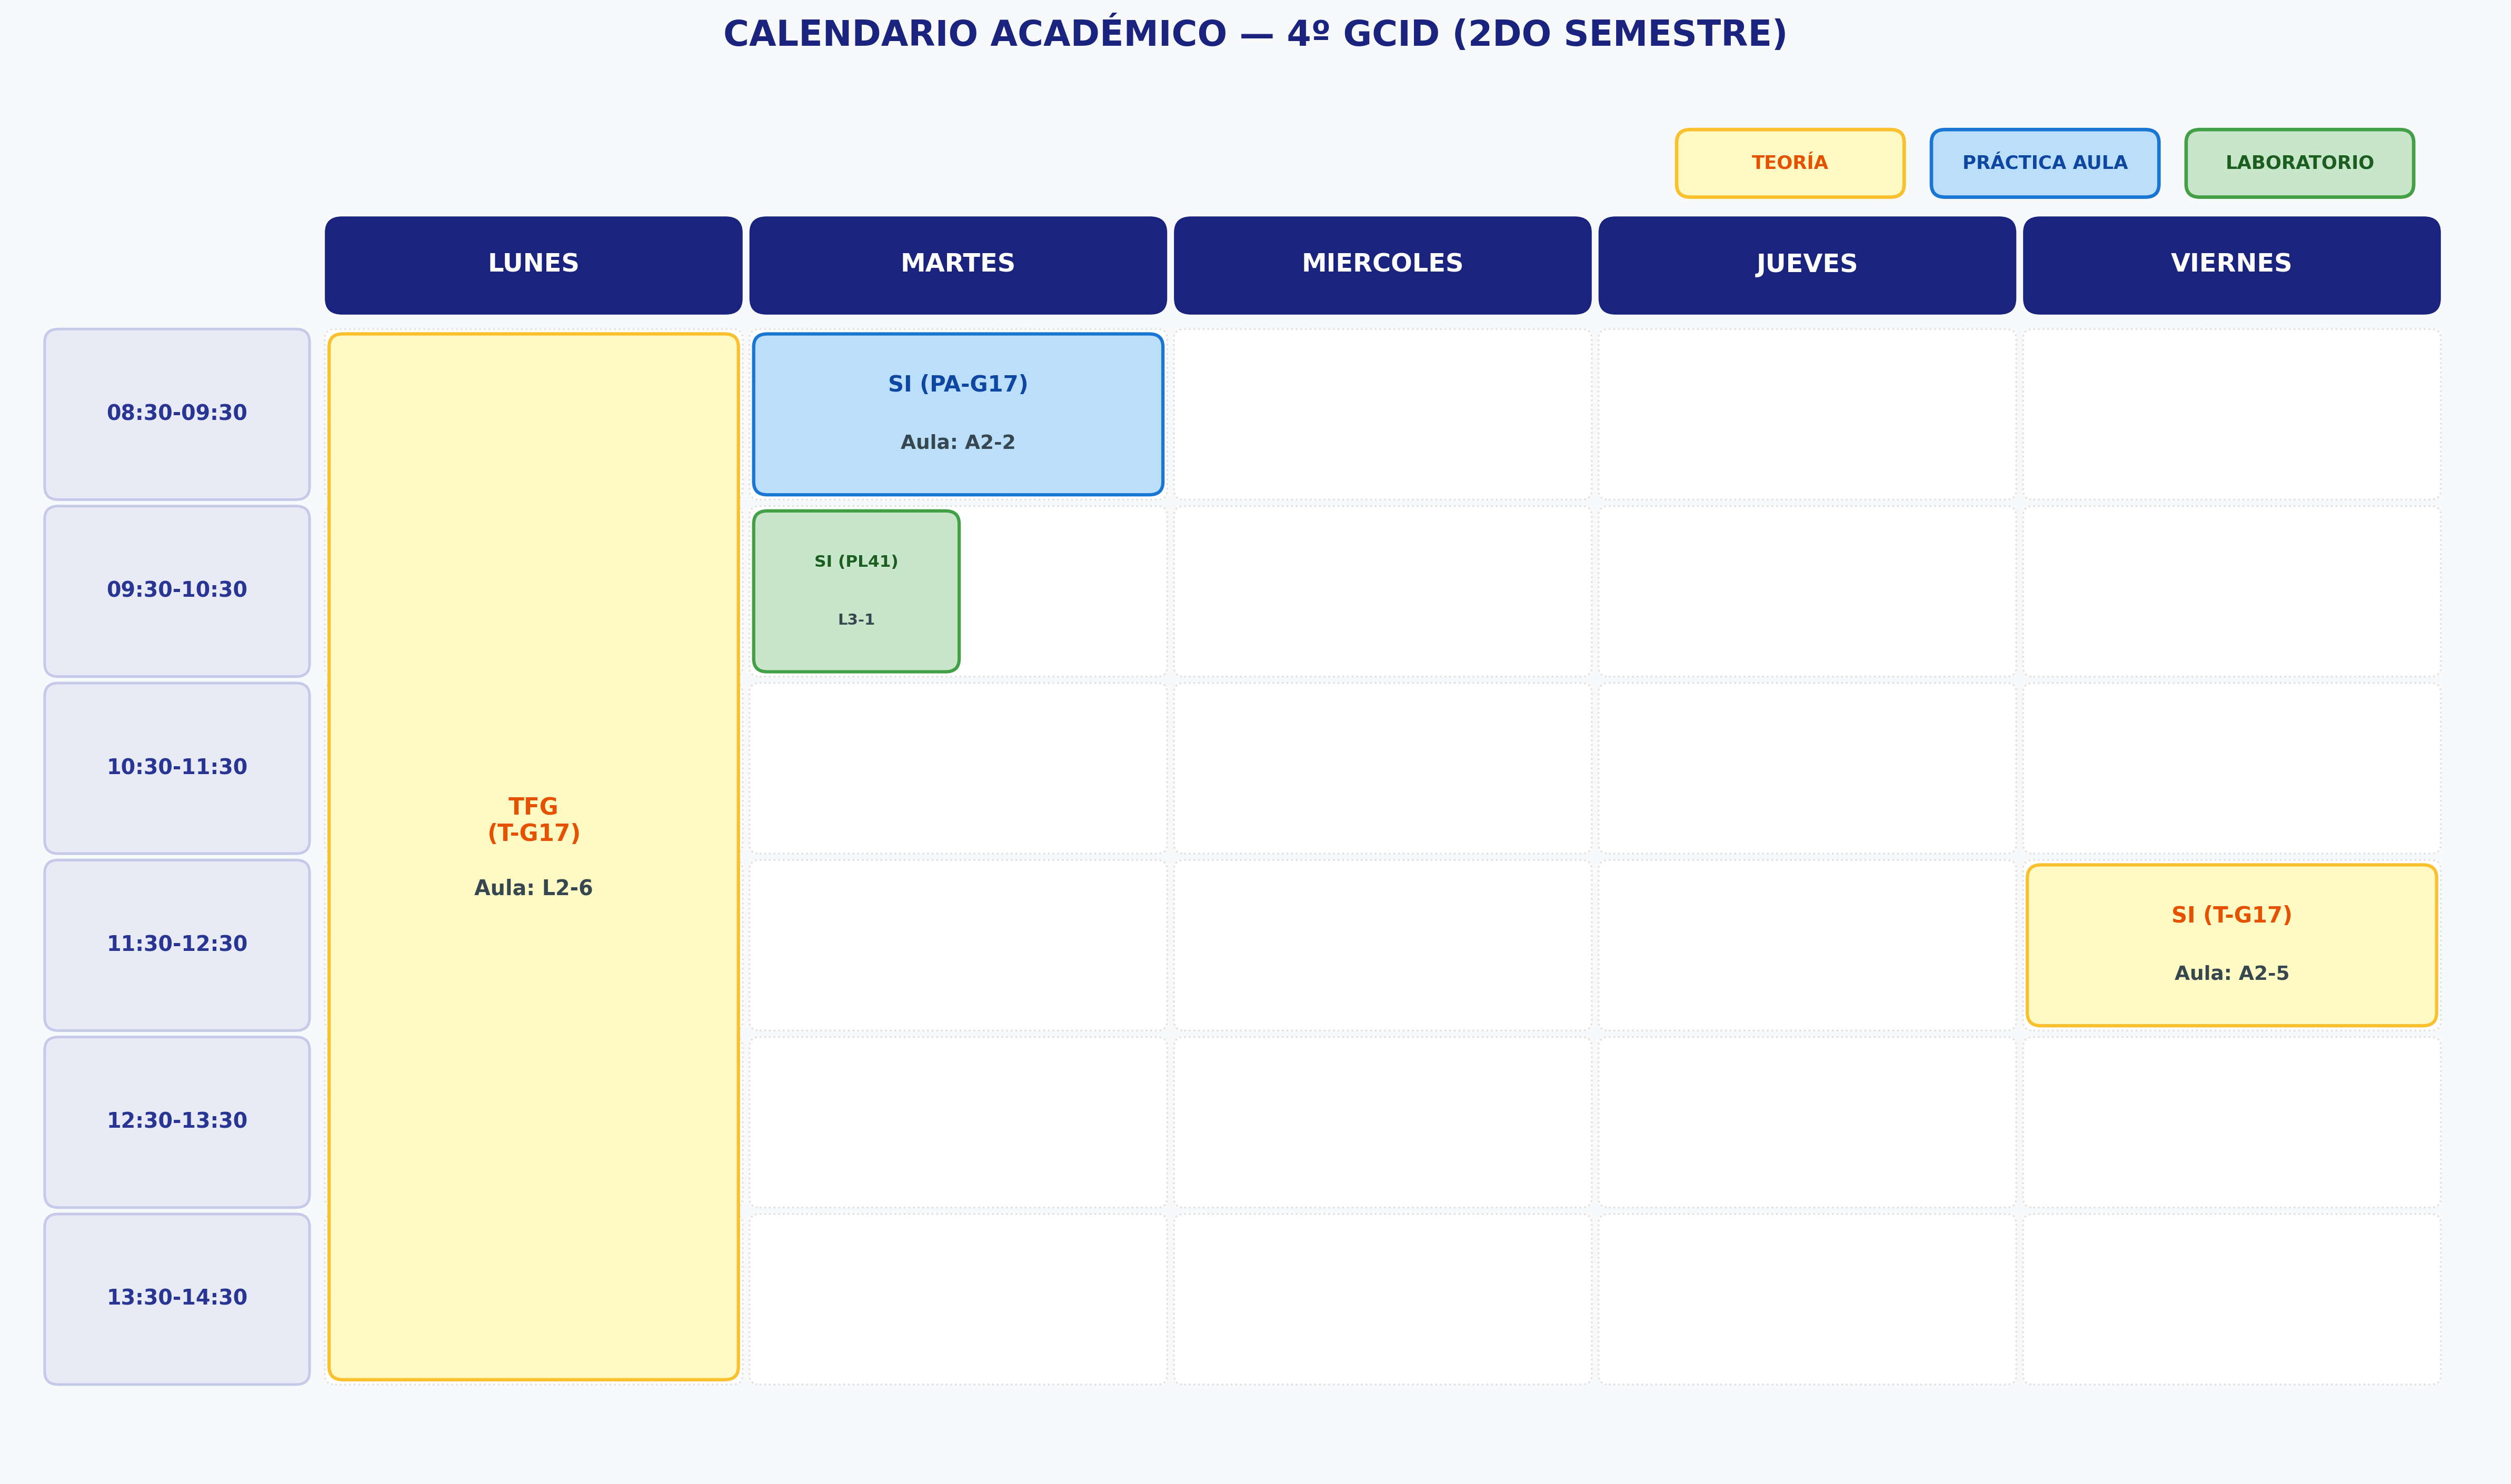 CALENDARIO ACADÉMICO — 4º GCID (2DO SEMESTRE)
TEORÍA
PRÁCTICA AULA
LABORATORIO
LUNES
MARTES
MIERCOLES
JUEVES
VIERNES
08:30-09:30
SI (PA-G17)
Aula: A2-2
09:30-10:30
SI (PL41)
L3-1
10:30-11:30
TFG
(T-G17)
Aula: L2-6
11:30-12:30
SI (T-G17)
Aula: A2-5
12:30-13:30
13:30-14:30